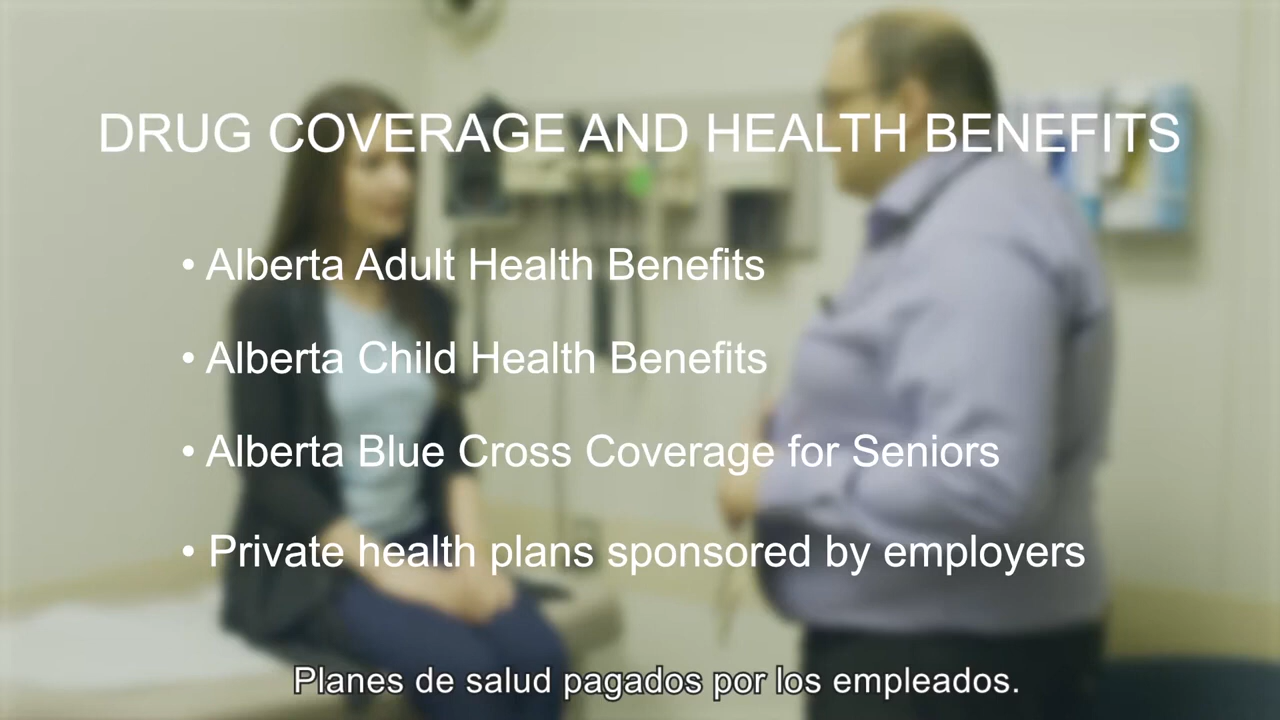 DRUG COVERAGE AND HEALTH BENEFITS
• Alberta Adult Health Benefits
• Alberta Child Health Benefits
• Alberta Blue Cross Coverage for Seniors
• Private health plans sponsored by employers
Planes de salud pagados por los empleados.